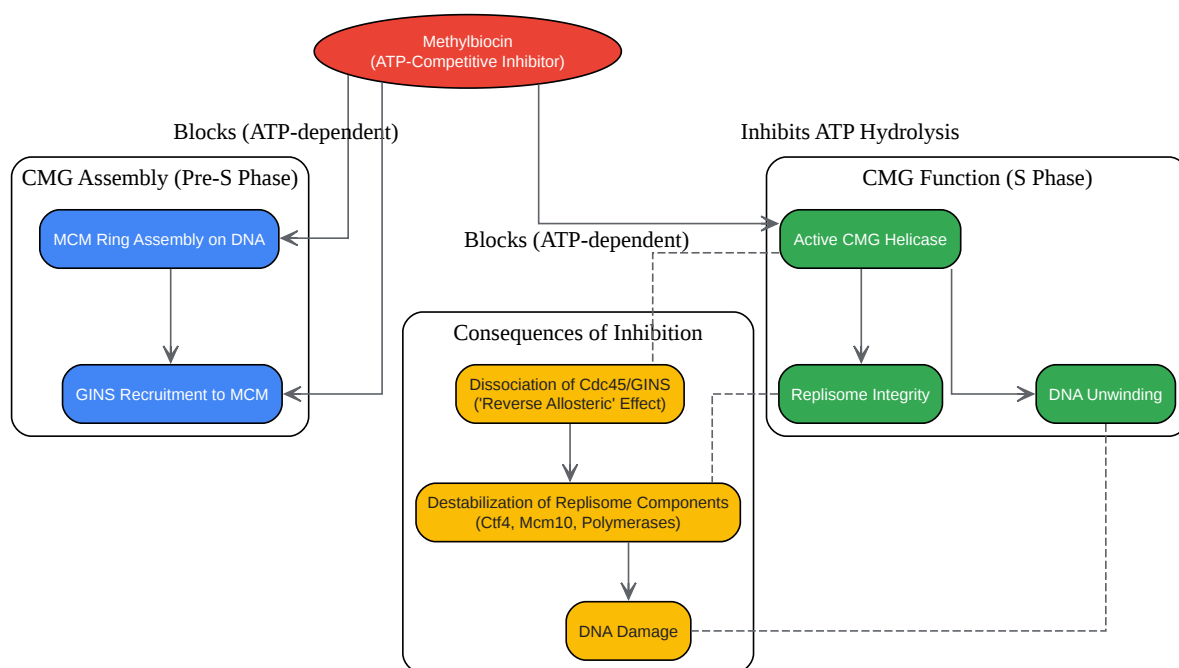 Methylbiocin
(ATP-Competitive Inhibitor)
Blocks (ATP-dependent)
Inhibits ATP Hydrolysis
CMG Assembly (Pre-S Phase)
CMG Function (S Phase)
MCM Ring Assembly on DNA
Blocks (ATP-dependent)
Active CMG Helicase
Consequences of Inhibition
GINS Recruitment to MCM
Dissociation of Cdc45/GINS
('Reverse Allosteric' Effect)
Replisome Integrity
DNA Unwinding
Destabilization of Replisome Components
(Ctf4, Mcm10, Polymerases)
DNA Damage